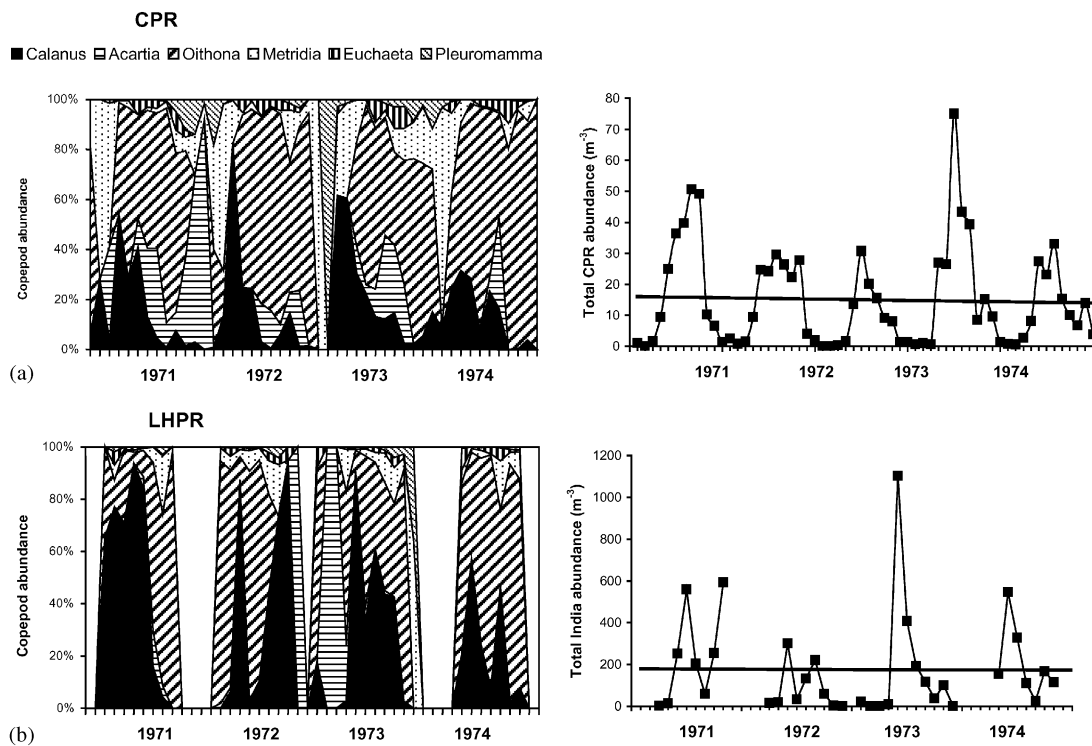 CPR
Calanus Acartia Oithona Metridia Euchaeta Pleuromamma
Copepod abundance
100%
80%
60%
40%
20%
0%
1971 1972 1973 1974
(a)
Total CPR abundance (m⁻³)
80
70
60
50
40
30
20
10
0
1971 1972 1973 1974
LHPR
Copepod abundance
100%
80%
60%
40%
20%
0%
1971 1972 1973 1974
(b)
Total India abundance (m⁻³)
1200
1000
800
600
400
200
0
1971 1972 1973 1974